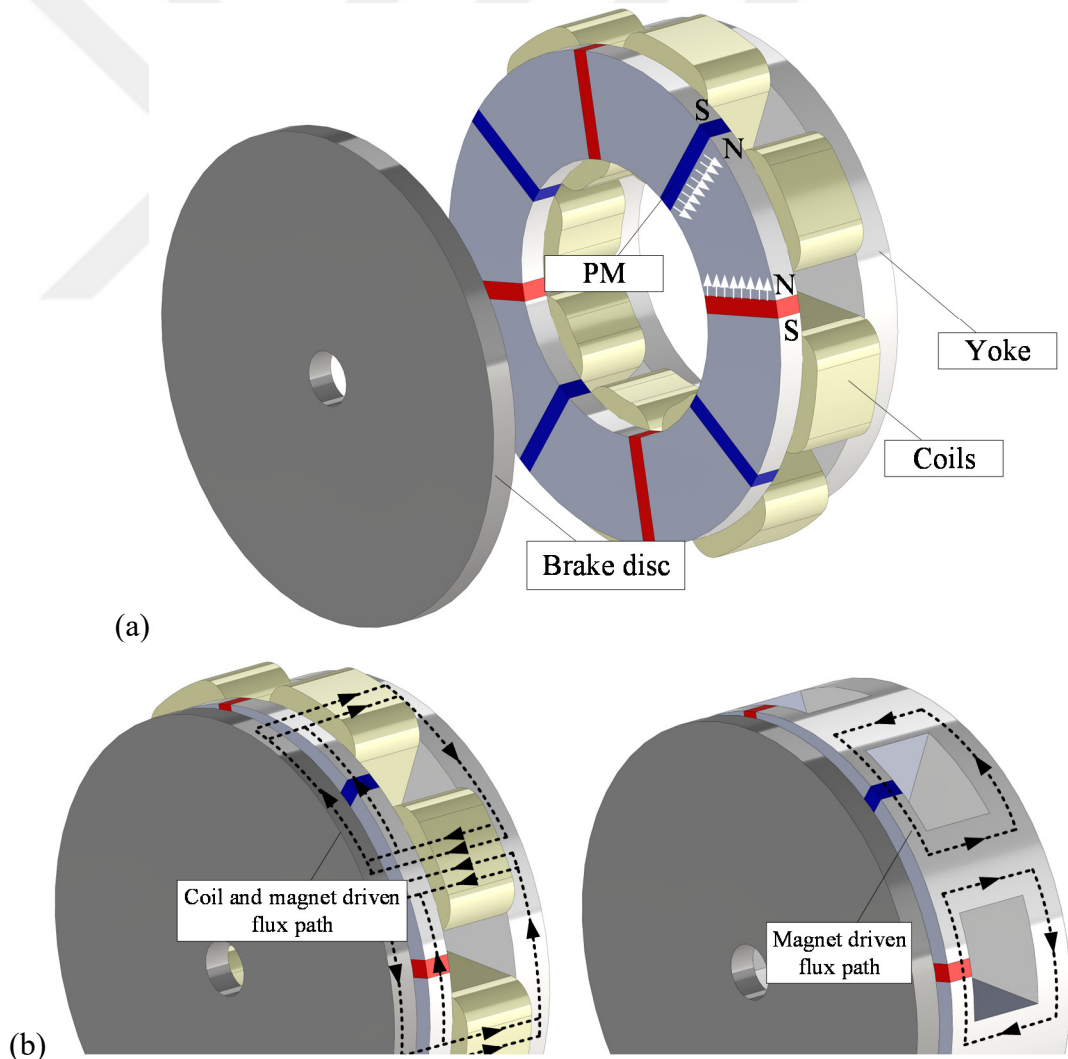 S
N
PM
N
S
Yoke
Coils
Brake disc
(a)
Coil and magnet driven
flux path
Magnet driven
flux path
(b)